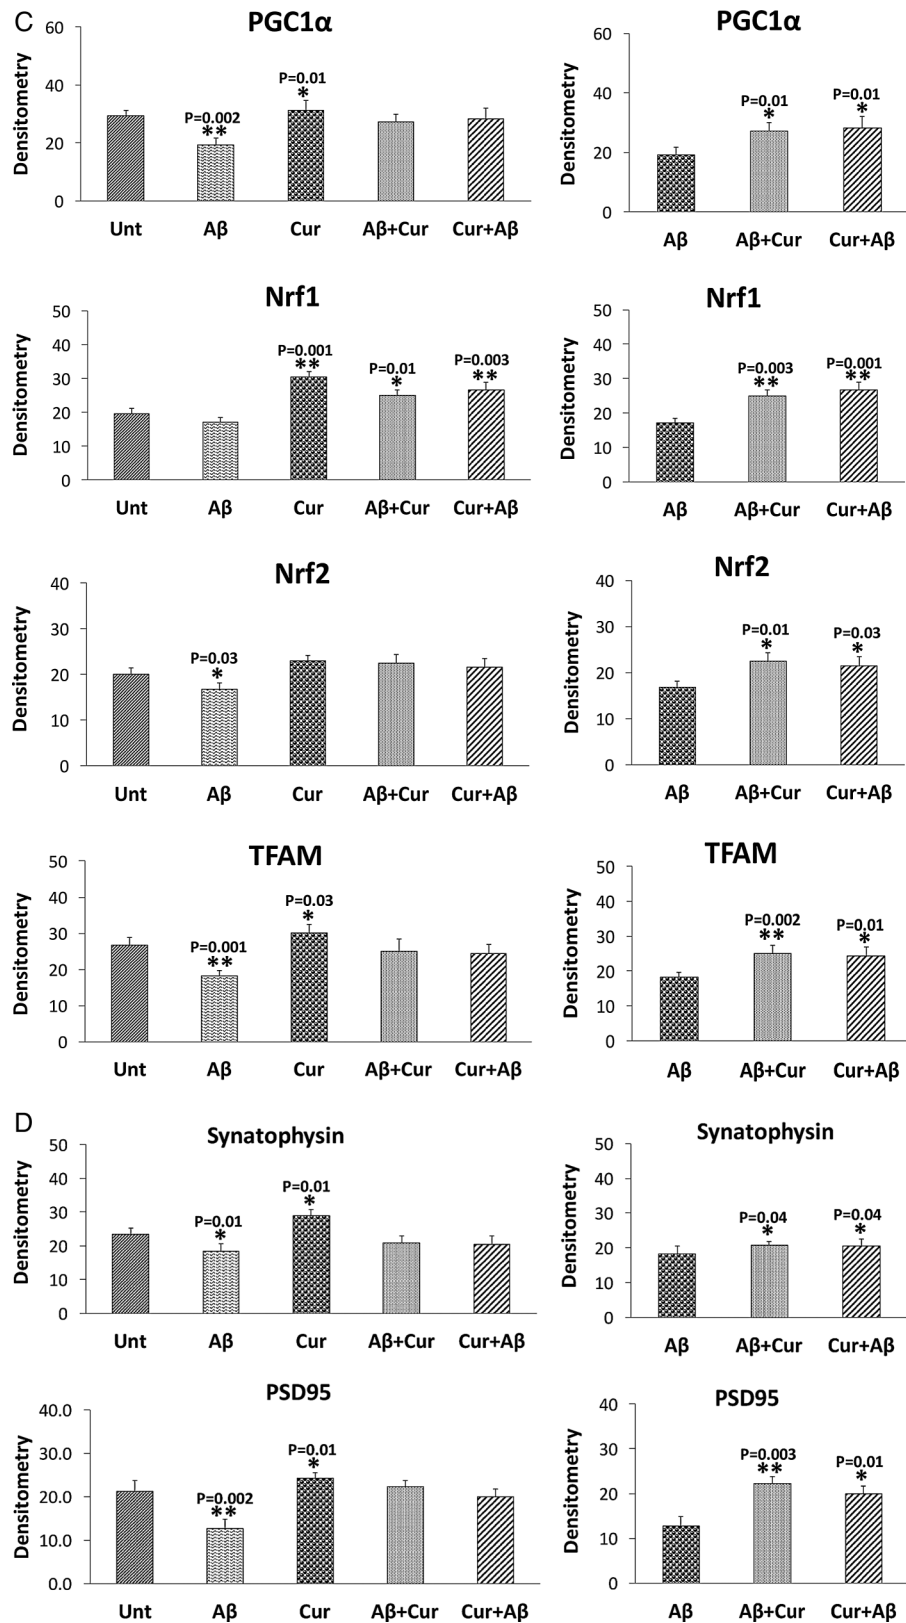 C
PGC1α
60
40
20
0
Densitometry
P=0.002
**
P=0.01
*
Unt Aβ Cur Aβ+Cur Cur+Aβ
PGC1α
60
40
20
0
Densitometry
P=0.01
*
P=0.01
*
Aβ Aβ+Cur Cur+Aβ
Nrf1
50
40
30
20
10
0
Densitometry
P=0.001
**
P=0.01
*
P=0.003
**
Unt Aβ Cur Aβ+Cur Cur+Aβ
Nrf1
50
40
30
20
10
0
Densitometry
P=0.003
**
P=0.001
**
Aβ Aβ+Cur Cur+Aβ
Nrf2
40
30
20
10
0
Densitometry
P=0.03
*
Unt Aβ Cur Aβ+Cur Cur+Aβ
Nrf2
40
30
20
10
0
Densitometry
P=0.01
*
P=0.03
*
Aβ Aβ+Cur Cur+Aβ
TFAM
50
40
30
20
10
0
Densitometry
P=0.001
**
P=0.03
*
Unt Aβ Cur Aβ+Cur Cur+Aβ
TFAM
50
40
30
20
10
0
Densitometry
P=0.002
**
P=0.01
*
Aβ Aβ+Cur Cur+Aβ
D
Synatophysin
50
40
30
20
10
0
Densitometry
P=0.01
*
P=0.01
*
Unt Aβ Cur Aβ+Cur Cur+Aβ
Synatophysin
50
40
30
20
10
0
Densitometry
P=0.04
*
P=0.04
*
Aβ Aβ+Cur Cur+Aβ
PSD95
40.0
30.0
20.0
10.0
0.0
Densitometry
P=0.002
**
P=0.01
*
Unt Aβ Cur Aβ+Cur Cur+Aβ
PSD95
40
30
20
10
0
Densitometry
P=0.003
**
P=0.01
*
Aβ Aβ+Cur Cur+Aβ